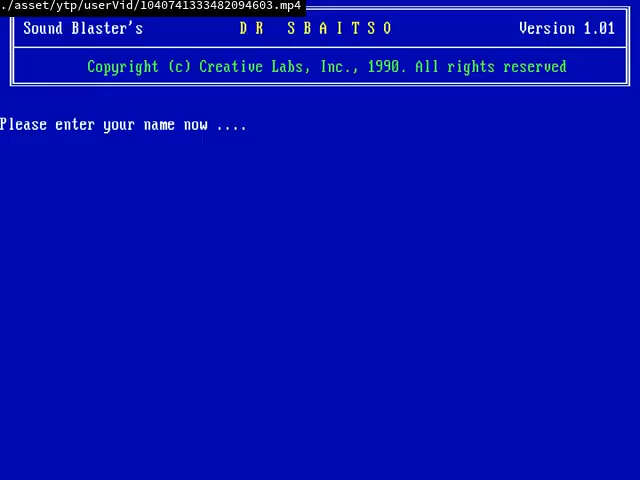 ./asset/ytp/userVid/1040741333482094603.mp4
Sound Blaster's D R S B A I T S O Version 1.01
Copyright (c) Creative Labs, Inc., 1990. All rights reserved
Please enter your name now ....